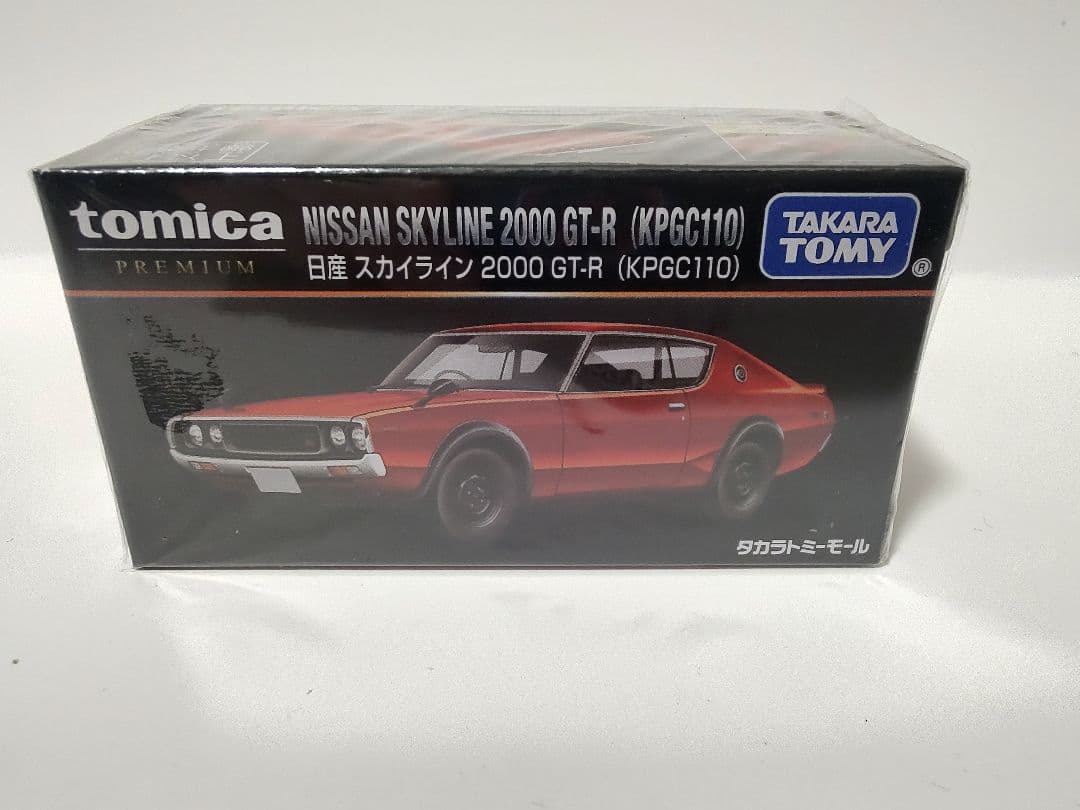 tomica
PREMIUM
NISSAN SKYLINE 2000 GT-R (KPGC110)
日産 スカイライン 2000 GT-R (KPGC110)
TAKARA
TOMY
®
タカラトミーモール